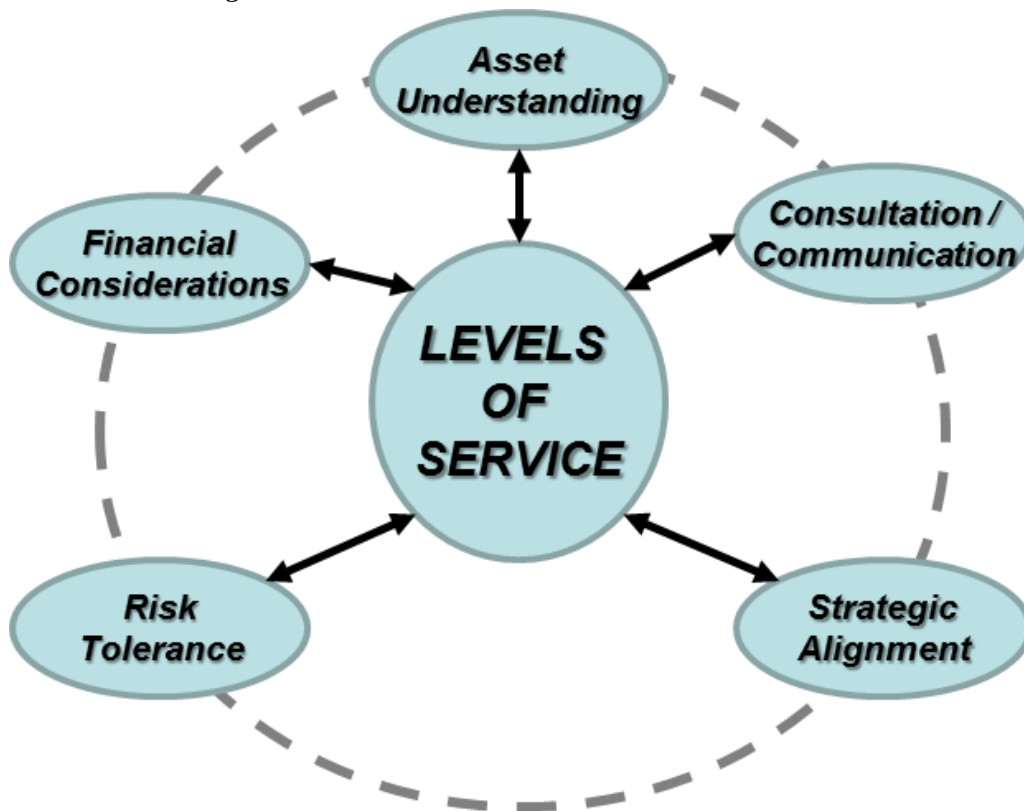 Asset
Understanding
Financial
Considerations
Consultation /
Communication
LEVELS
OF
SERVICE
Risk
Tolerance
Strategic
Alignment